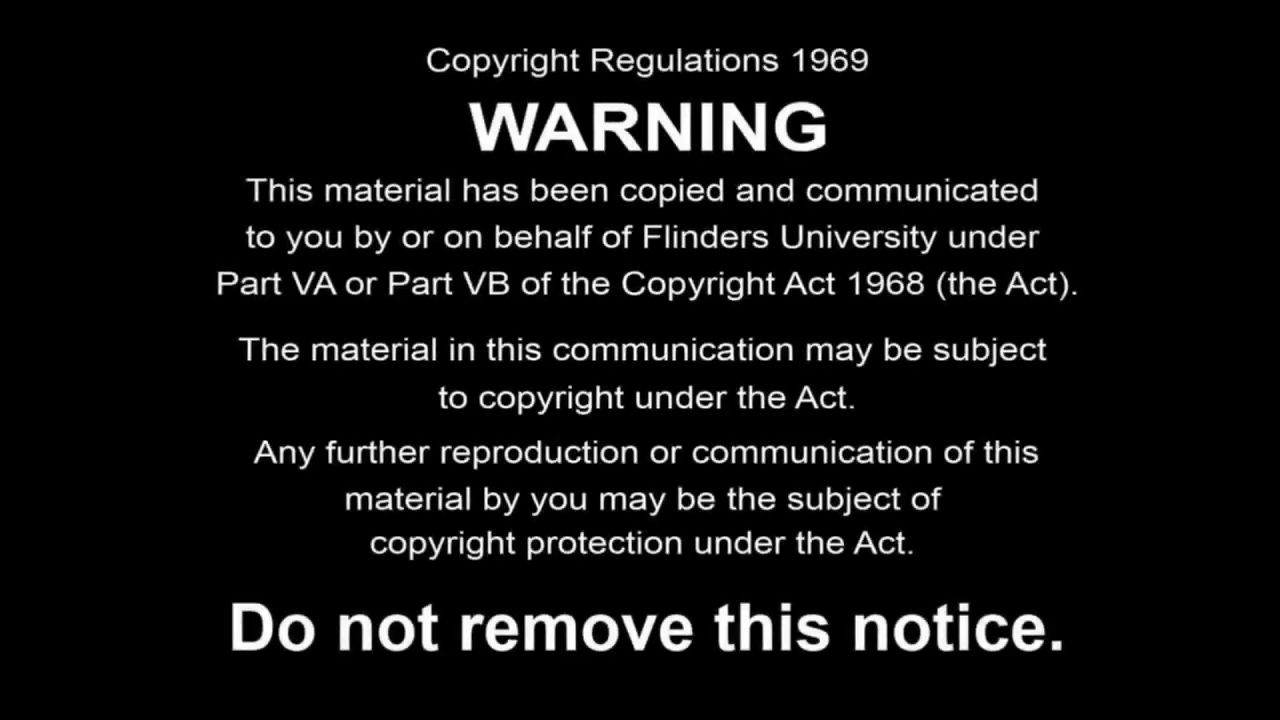 Copyright Regulations 1969
WARNING
This material has been copied and communicated
to you by or on behalf of Flinders University under
Part VA or Part VB of the Copyright Act 1968 (the Act).
The material in this communication may be subject
to copyright under the Act.
Any further reproduction or communication of this
material by you may be the subject of
copyright protection under the Act.
Do not remove this notice.